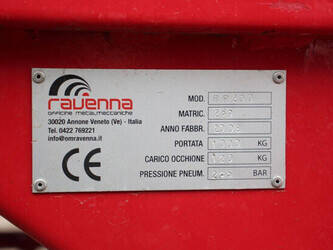 ravenna
officine metalmeccaniche
30020 Annone Veneto (Ve) - Italia
Tel. 0422 769221
info@omravenna.it
CE
MOD.
MATRIC.
ANNO FABBR.
PORTATA KG
CARICO OCCHIONE KG
PRESSIONE PNEUM. BAR